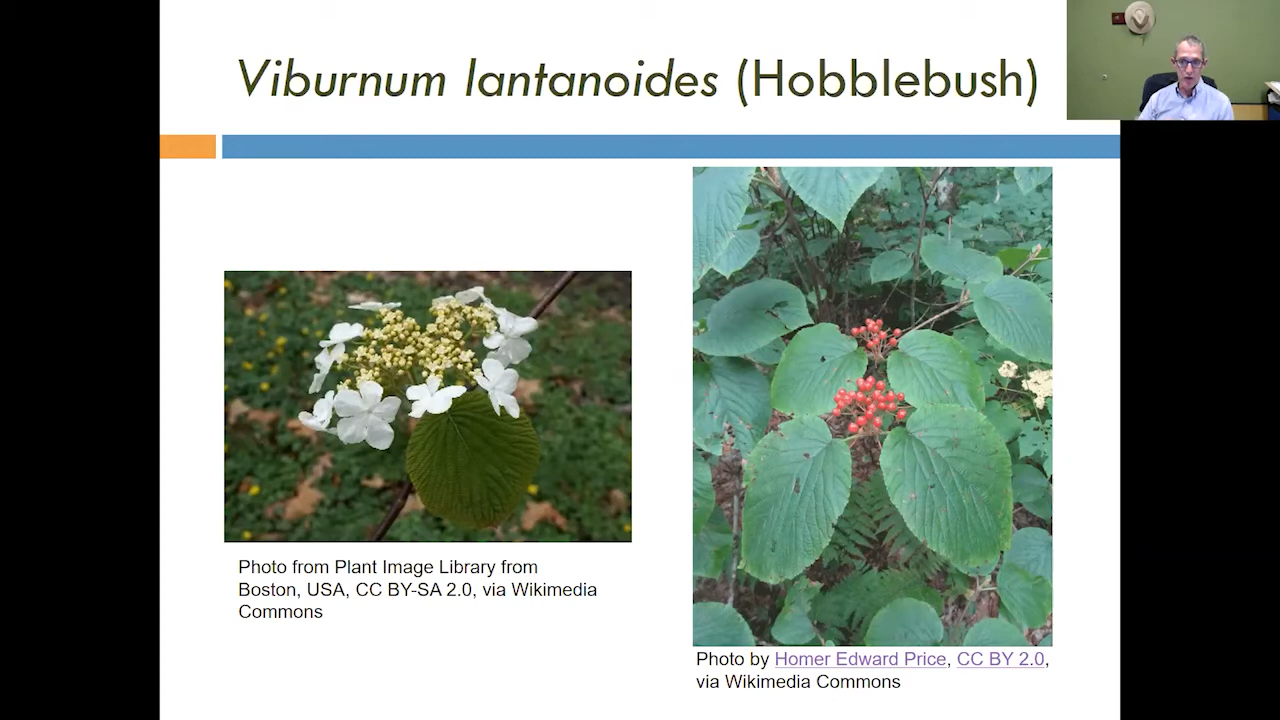 Viburnum lantanoides (Hobblebush)
Photo from Plant Image Library from
Boston, USA, CC BY-SA 2.0, via Wikimedia
Commons
Photo by Homer Edward Price, CC BY 2.0,
via Wikimedia Commons